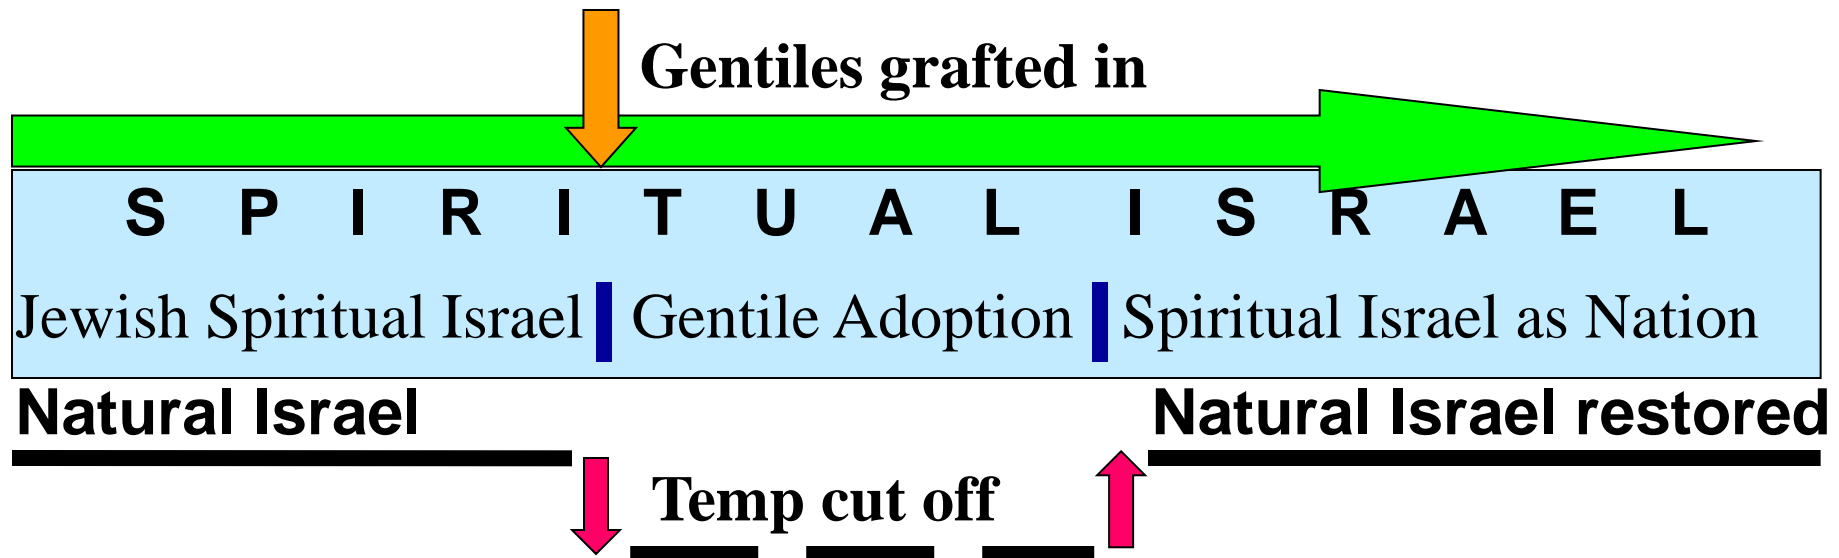 Gentiles grafted in
S P I R I T U A L I S R A E L
Jewish Spiritual Israel Gentile Adoption Spiritual Israel as Nation
Natural Israel Natural Israel restored
Temp cut off